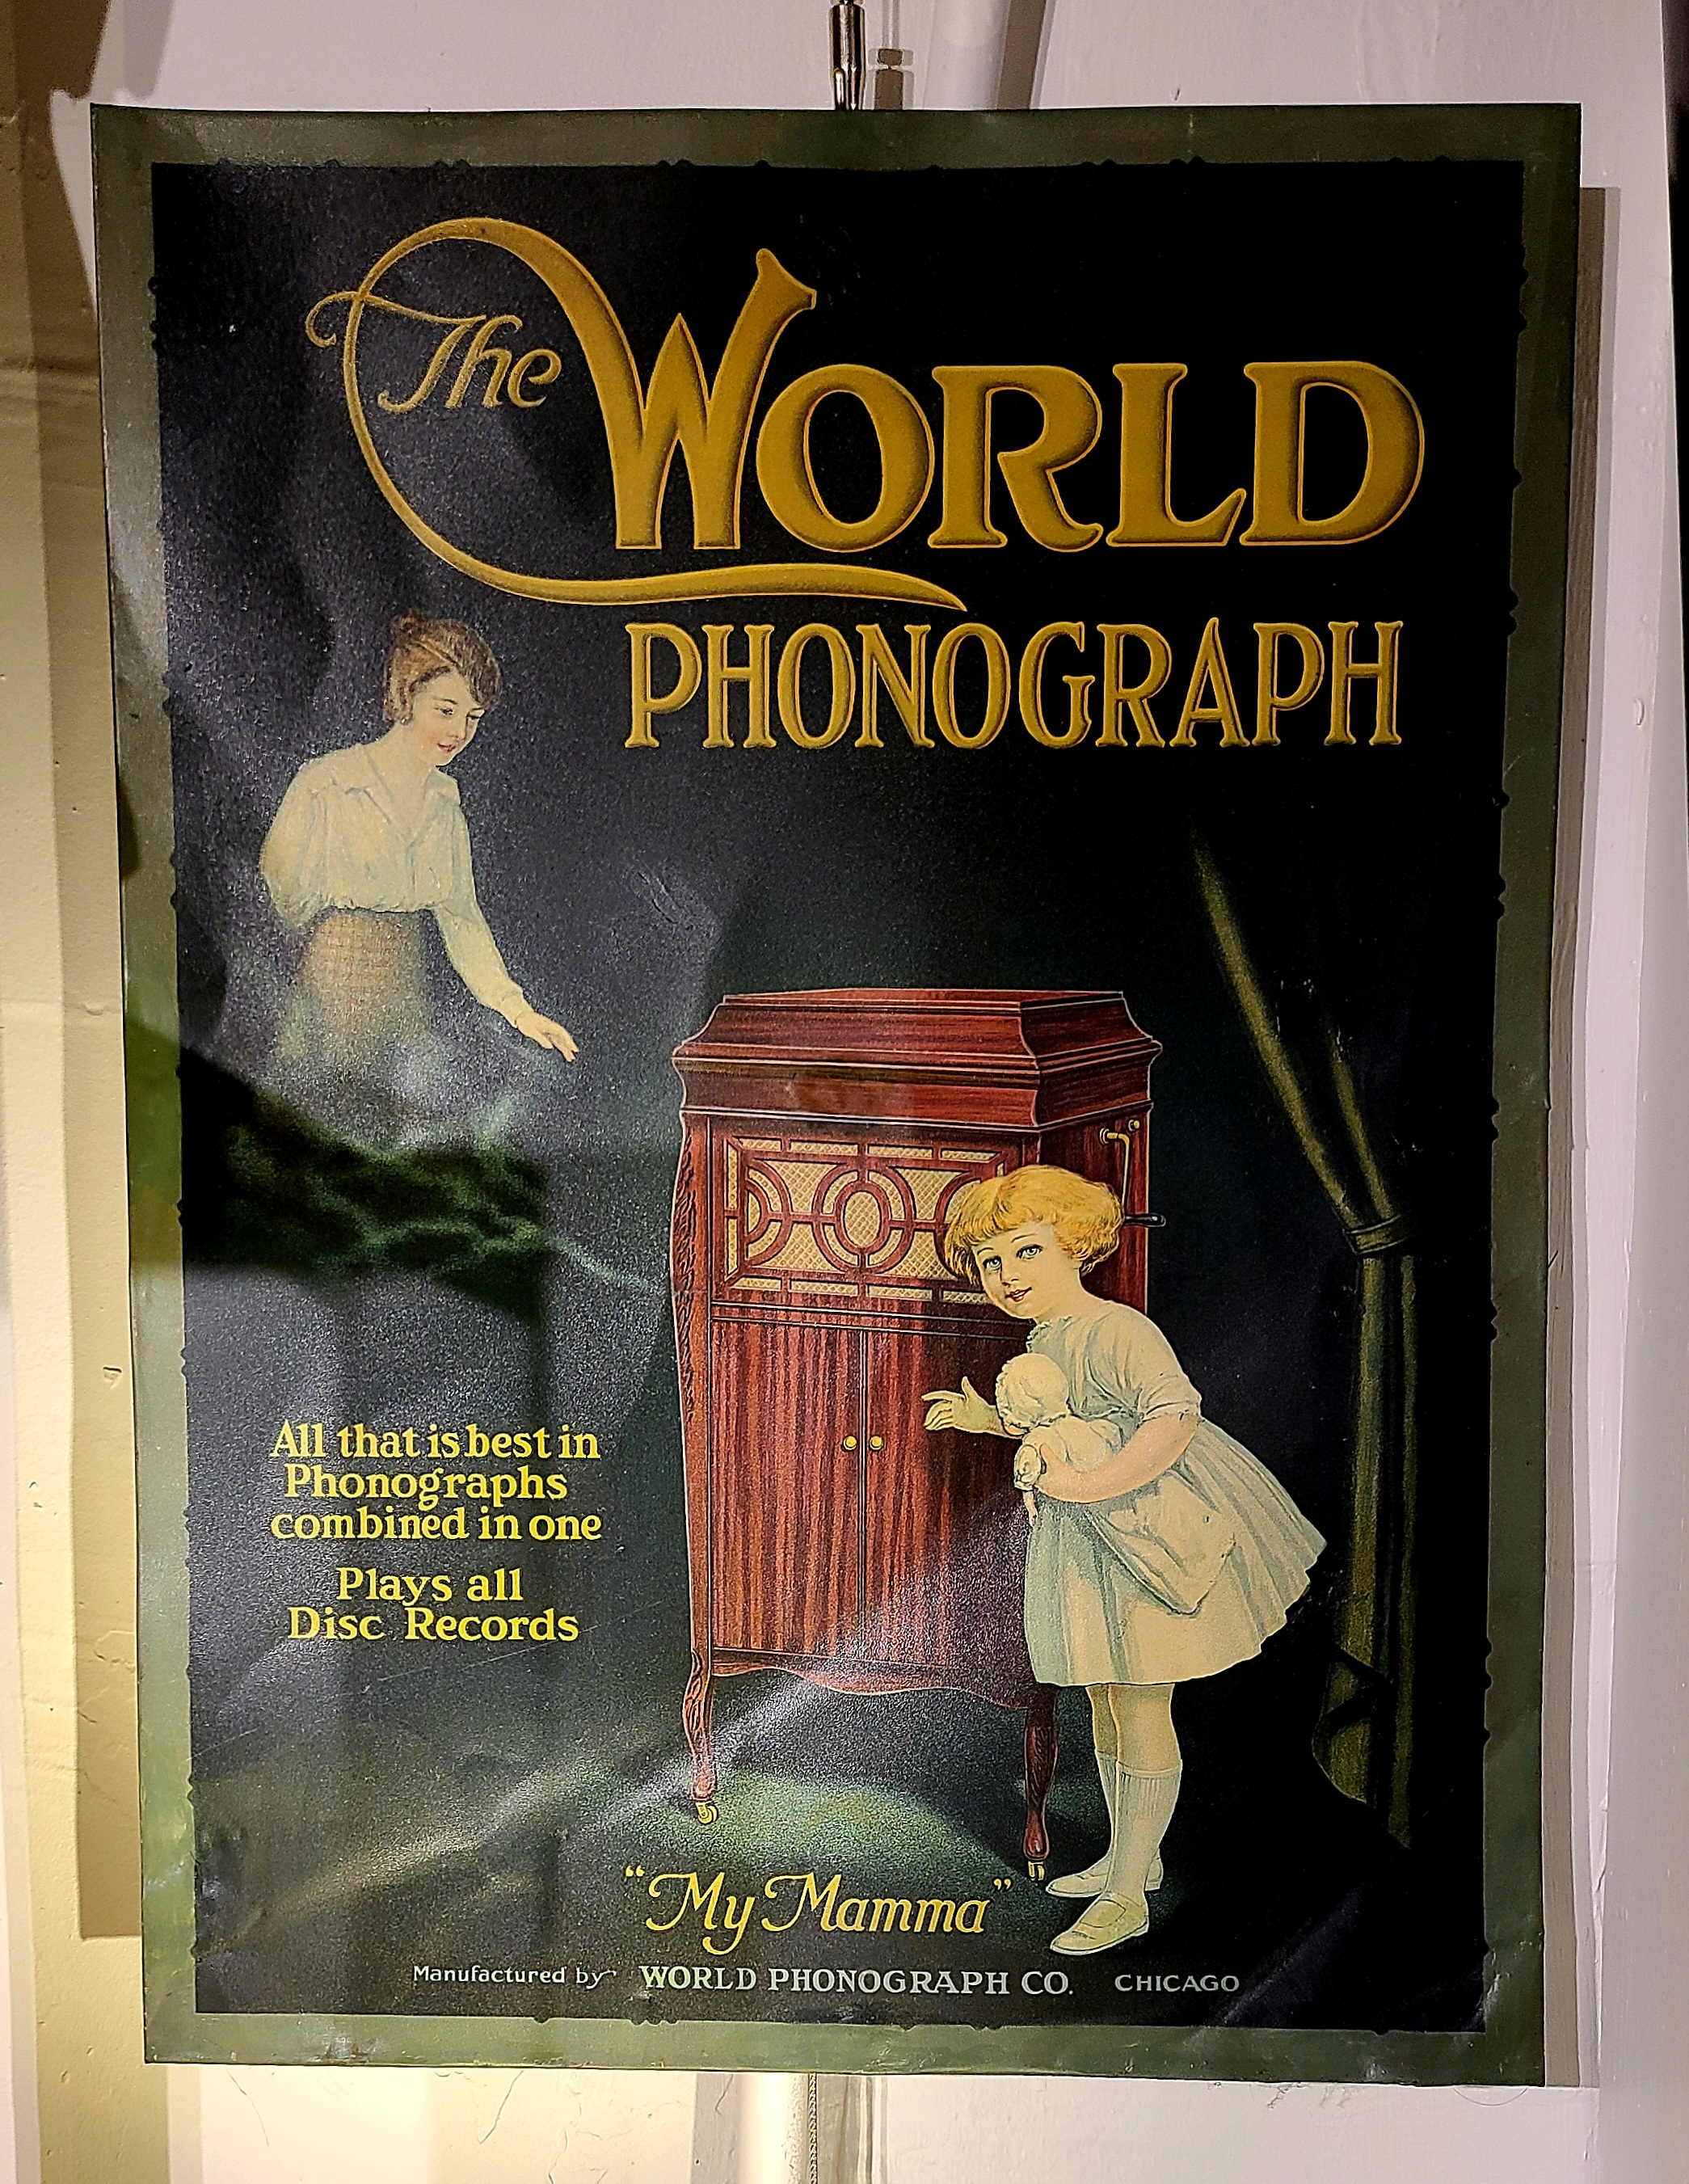 The WORLD
PHONOGRAPH
All that is best in
Phonographs
combined in one
Plays all
Disc Records
"My Mamma"
Manufactured by WORLD PHONOGRAPH CO. CHICAGO